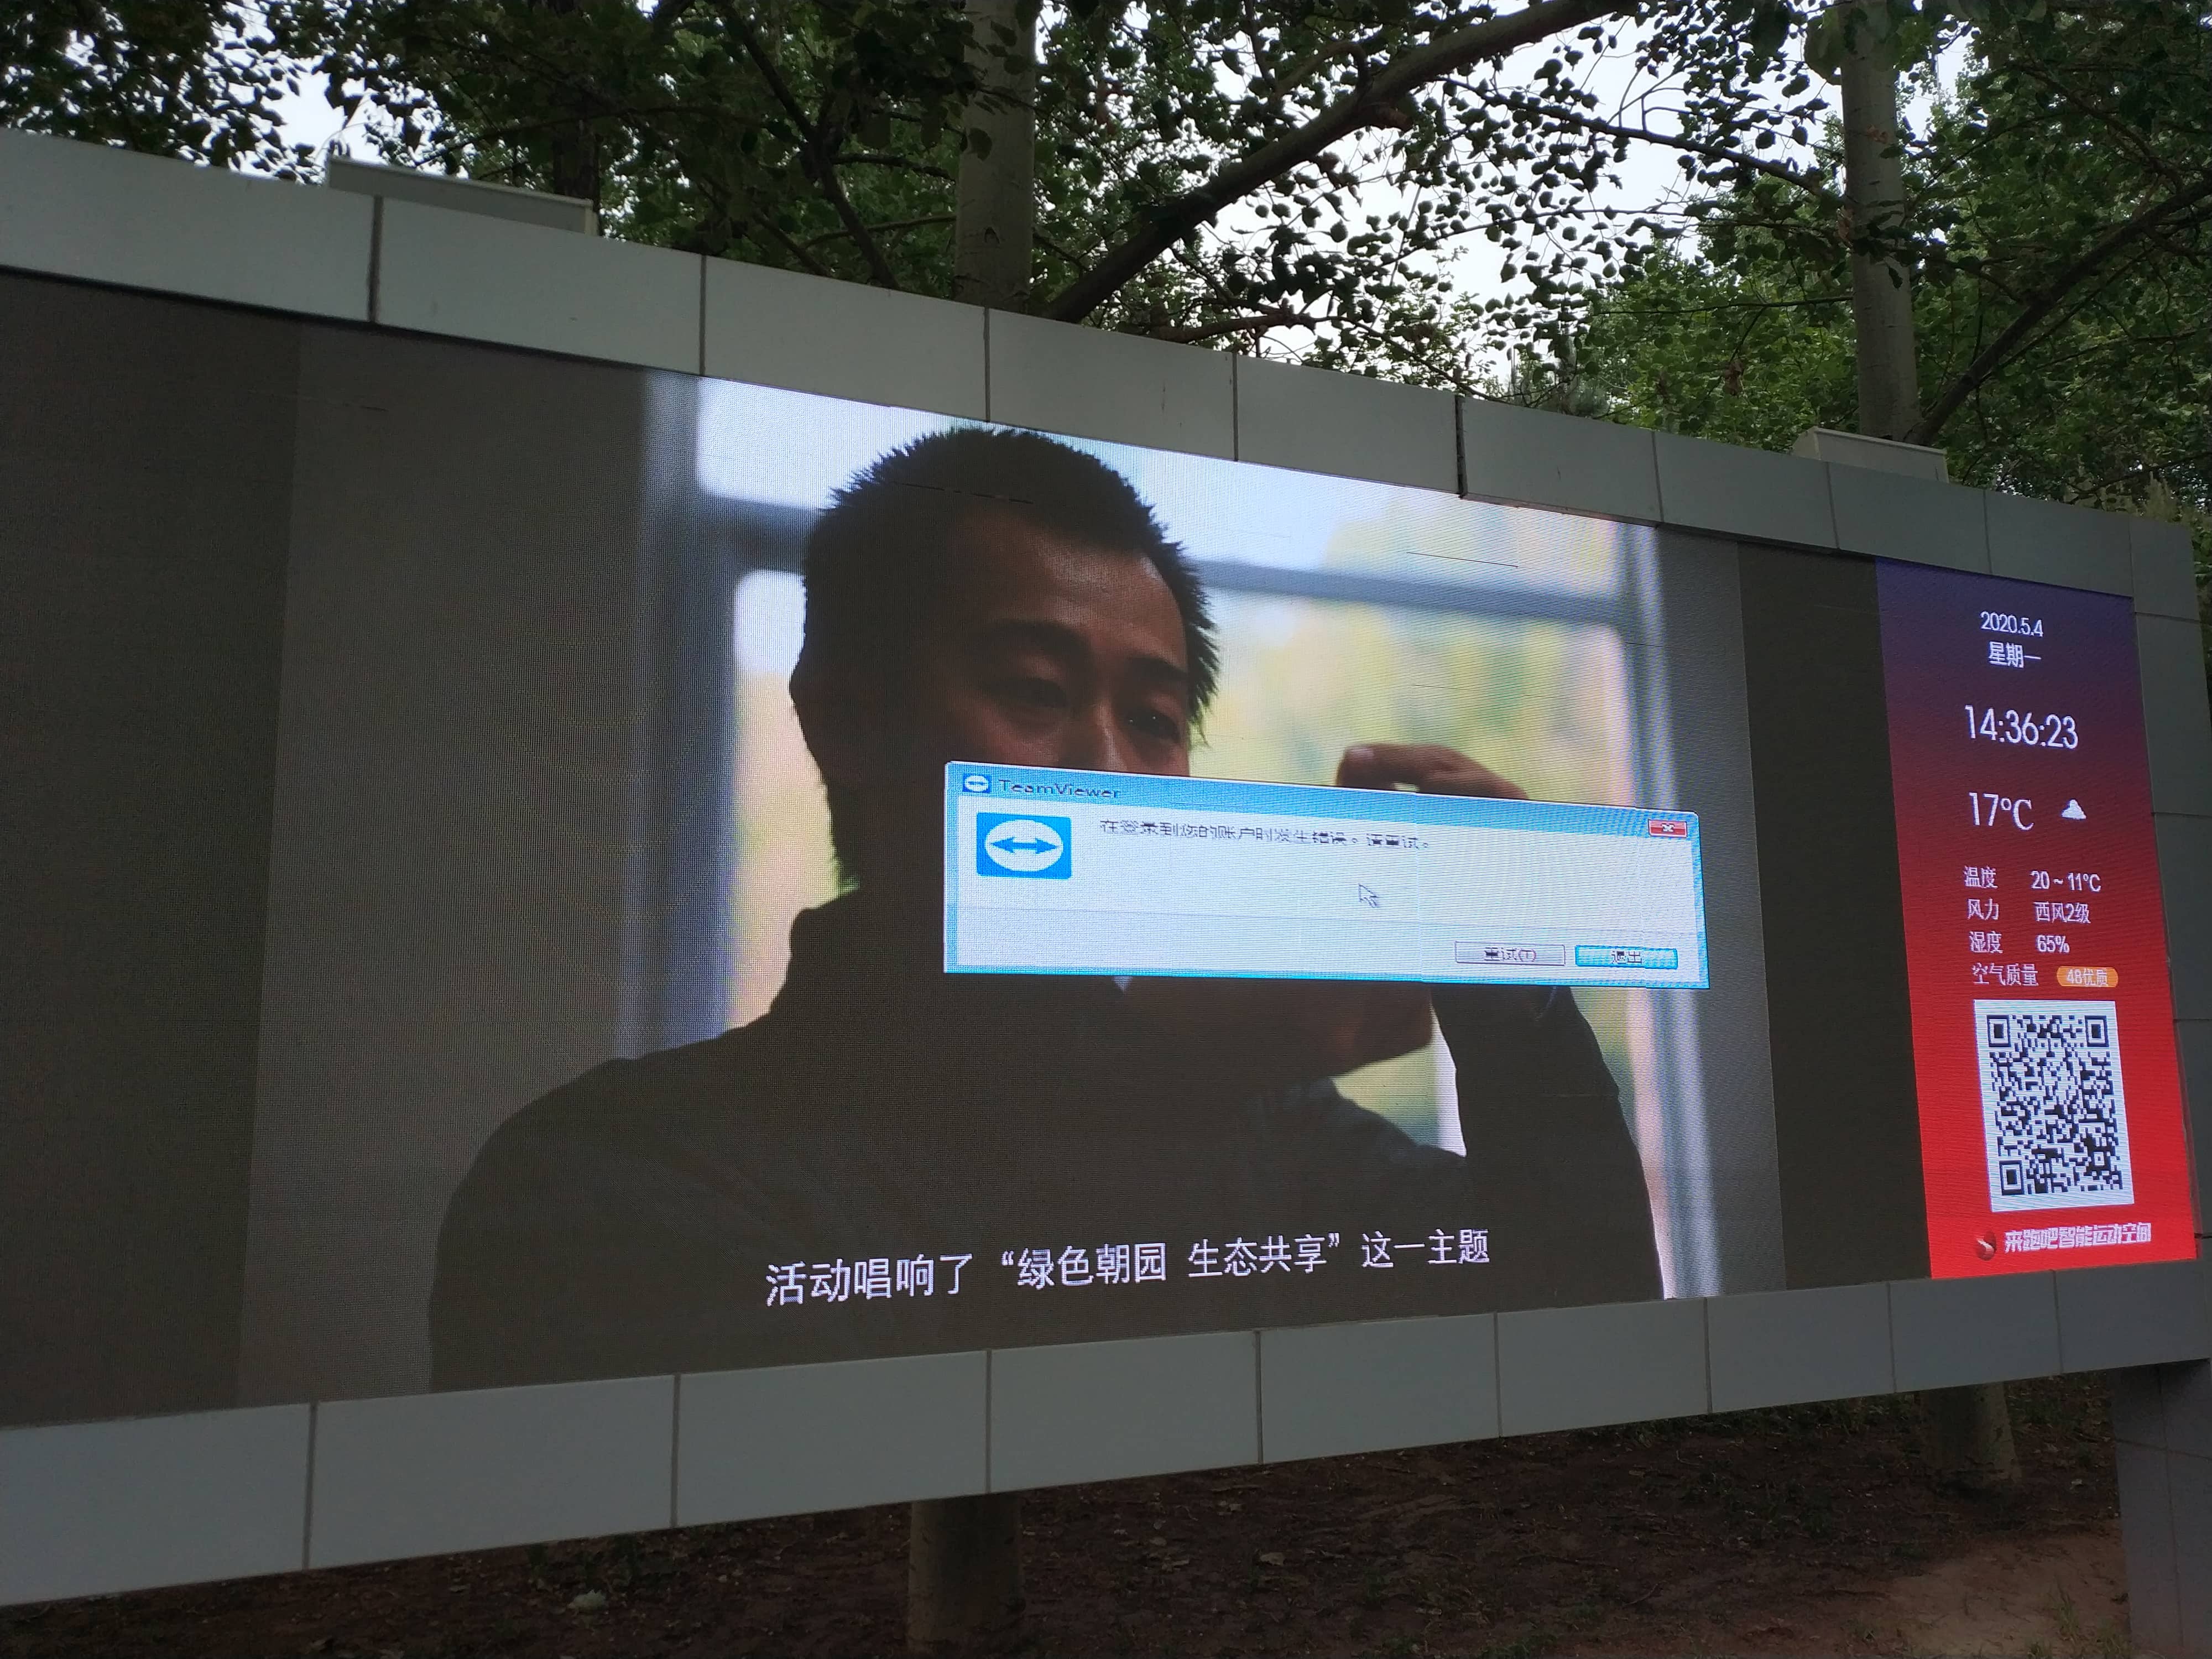 TeamViewer
在登录到您的账户时发生错误。请重试。
重试(T)
退出
活动唱响了“绿色朝园 生态共享”这一主题
2020.5.4
星期一
14:36:23
17℃
温度 20~11℃
风力 西风2级
湿度 65%
空气质量 48优质
来跑吧智能运动空间